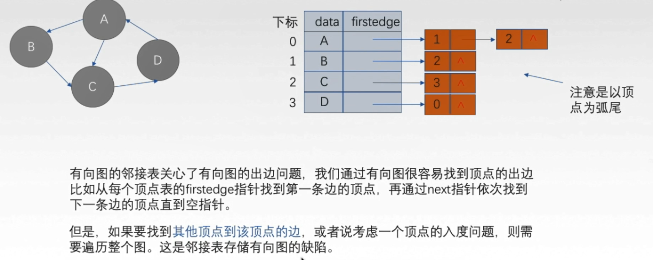 A
B
D
C
下标 data firstedge
0 A 1 2 ^
1 B 2 ^
2 C 3 ^
3 D 0 ^
注意是以顶
点为弧尾
有向图的邻接表关心了有向图的出边问题，我们通过有向图很容易找到顶点的出边
比如从每个顶点表的firstedge指针找到第一条边的顶点，再通过next指针依次找到
下一条边的顶点直到空指针。
但是，如果要找到其他顶点到该顶点的边，或者说考虑一个顶点的入度问题，则需
要遍历整个图。这是邻接表存储有向图的缺陷。